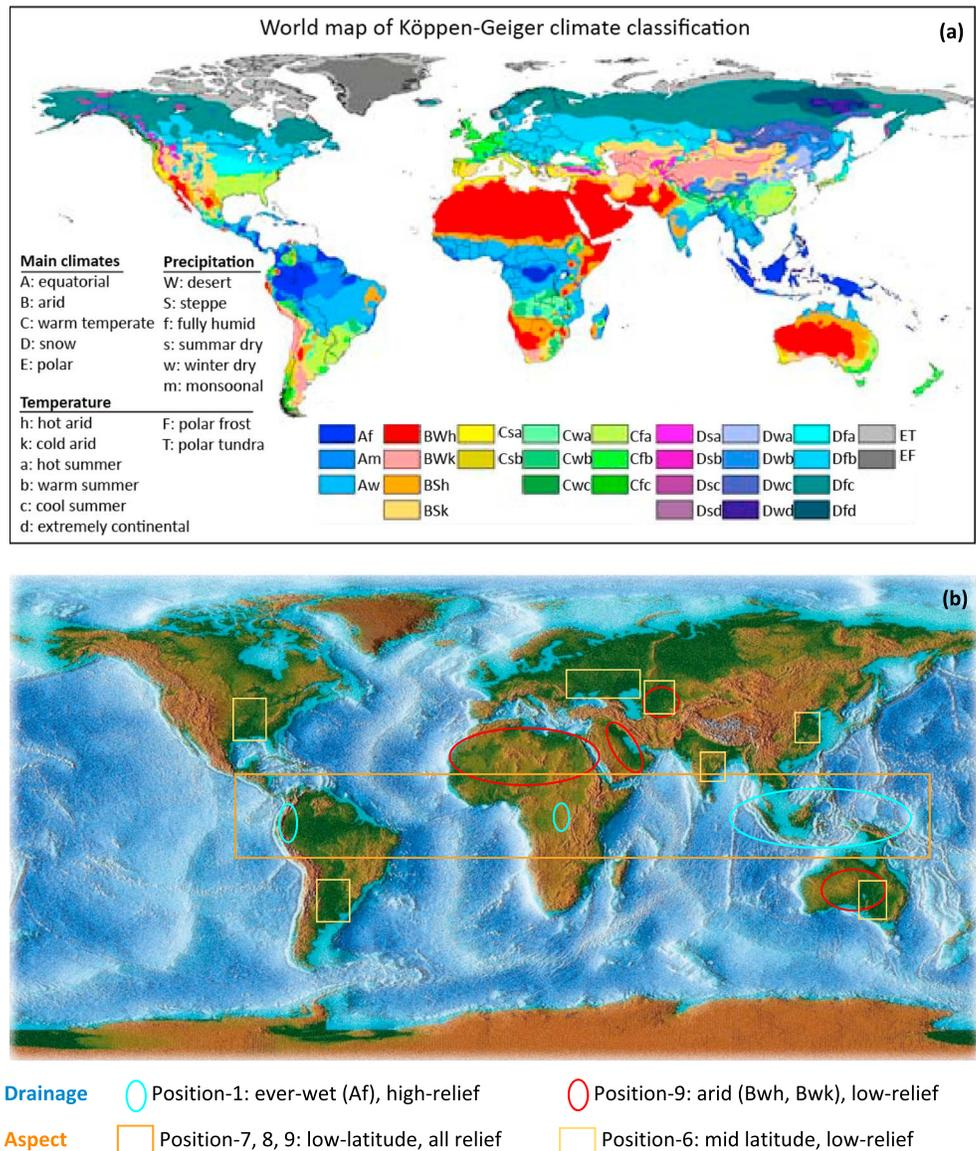 World map of Köppen-Geiger climate classification
(a)
Main climates
A: equatorial
B: arid
C: warm temperate
D: snow
E: polar
Precipitation
W: desert
S: steppe
f: fully humid
s: summar dry
w: winter dry
m: monsoonal
Temperature
h: hot arid
k: cold arid
a: hot summer
b: warm summer
c: cool summer
d: extremely continental
F: polar frost
T: polar tundra
Af BWh Csa Cwa Cfa Dsa Dwa Dfa ET
Am BWk Csb Cwb Cfb Dsb Dwb Dfb EF
Aw BSh Cwc Cfc Dsc Dwc Dfc
BSk Dsd Dwd Dfd
(b)
Drainage Position-1: ever-wet (Af), high-relief Position-9: arid (Bwh, Bwk), low-relief
Aspect Position-7, 8, 9: low-latitude, all relief Position-6: mid latitude, low-relief